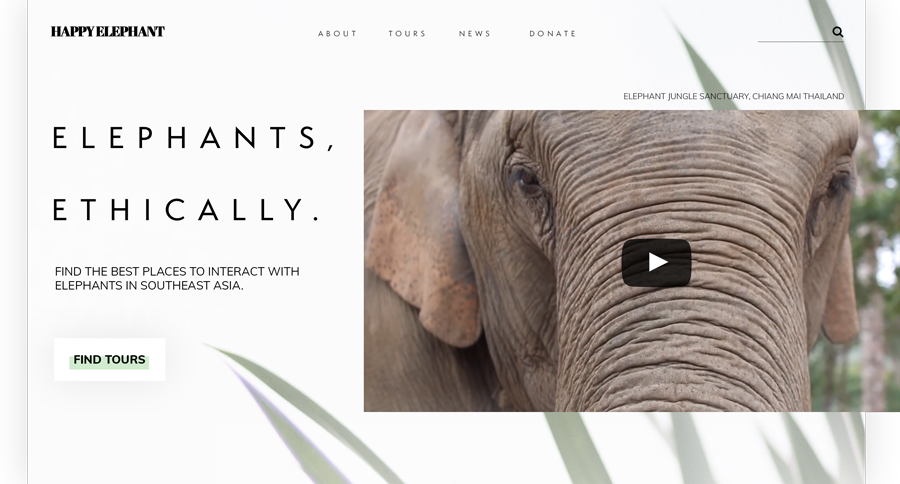 HAPPY ELEPHANT
ABOUT TOURS NEWS DONATE
ELEPHANT JUNGLE SANCTUARY, CHIANG MAI THAILAND
ELEPHANTS,
ETHICALLY.
FIND THE BEST PLACES TO INTERACT WITH
ELEPHANTS IN SOUTHEAST ASIA.
FIND TOURS